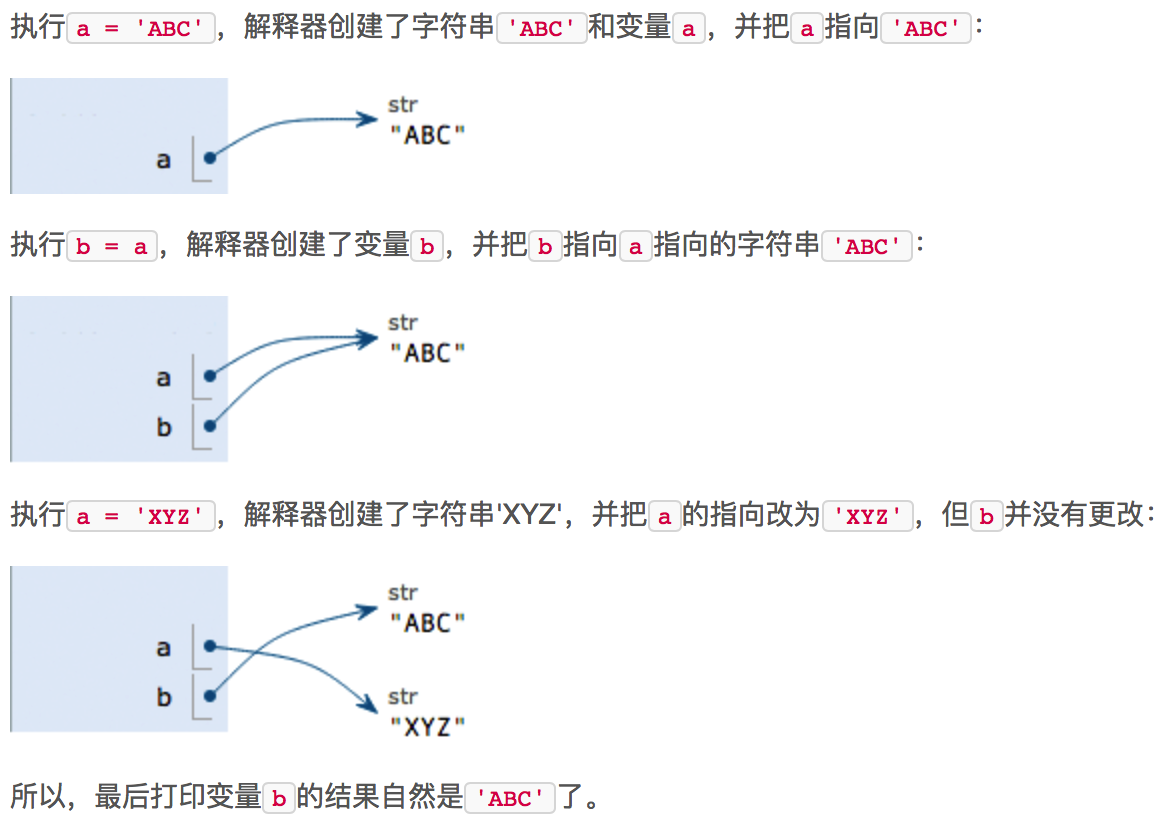 执行a = 'ABC'，解释器创建了字符串'ABC'和变量a，并把a指向'ABC'：
str
"ABC"
a
执行b = a，解释器创建了变量b，并把b指向a指向的字符串'ABC'：
str
"ABC"
a
b
执行a = 'XYZ'，解释器创建了字符串'XYZ'，并把a的指向改为'XYZ'，但b并没有更改：
str
"ABC"
a
b
str
"XYZ"
所以，最后打印变量b的结果自然是'ABC'了。